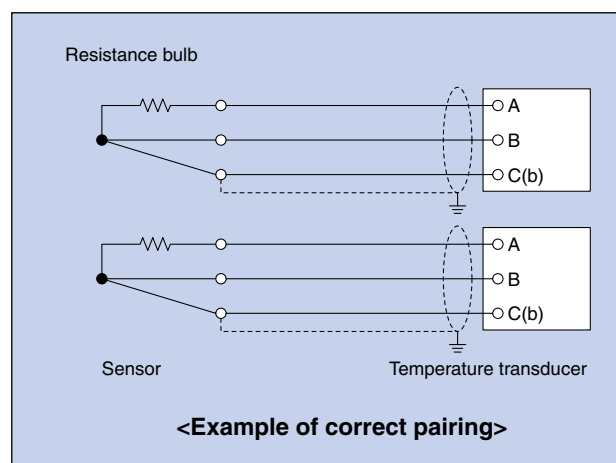 Resistance bulb
A
B
C(b)
A
B
C(b)
Sensor
Temperature transducer
<Example of correct pairing>